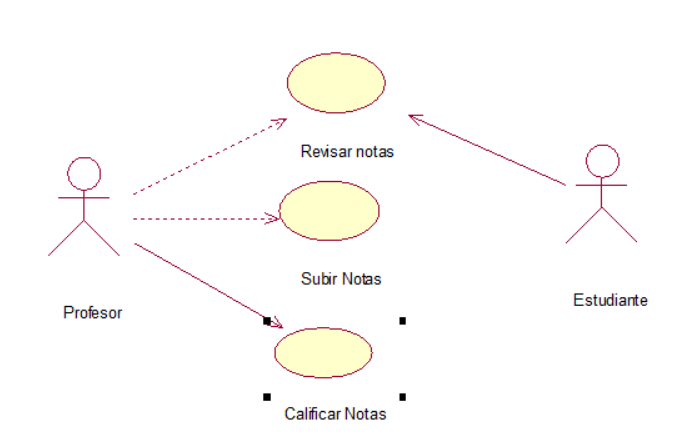 Revisar notas
Subir Notas
Estudiante
Profesor
Calificar Notas